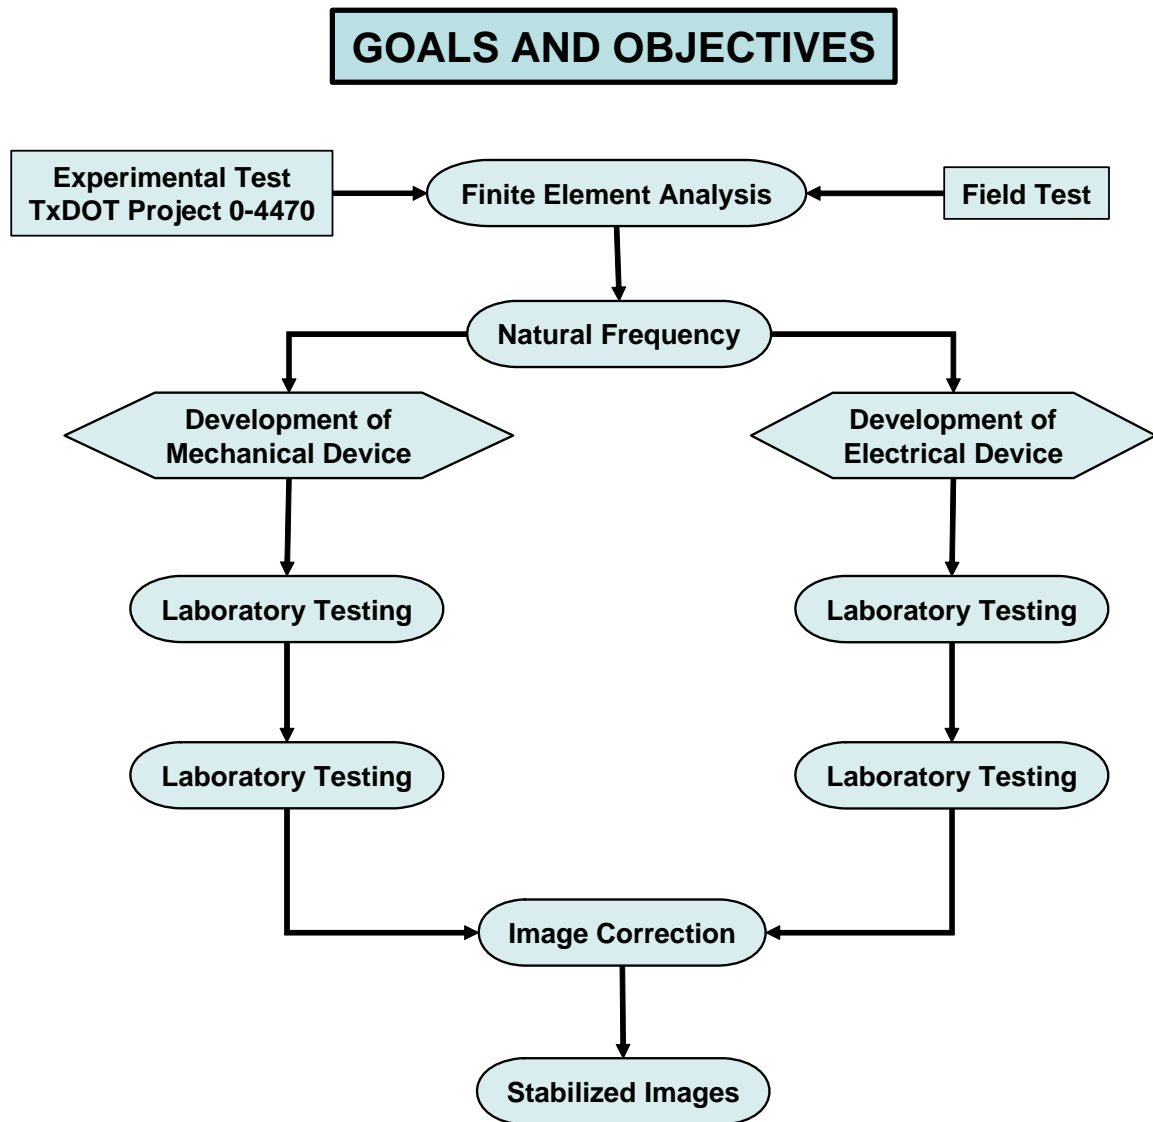 GOALS AND OBJECTIVES
Experimental Test
TxDOT Project 0-4470
Finite Element Analysis
Field Test
Natural Frequency
Development of
Mechanical Device
Development of
Electrical Device
Laboratory Testing
Laboratory Testing
Laboratory Testing
Laboratory Testing
Image Correction
Stabilized Images